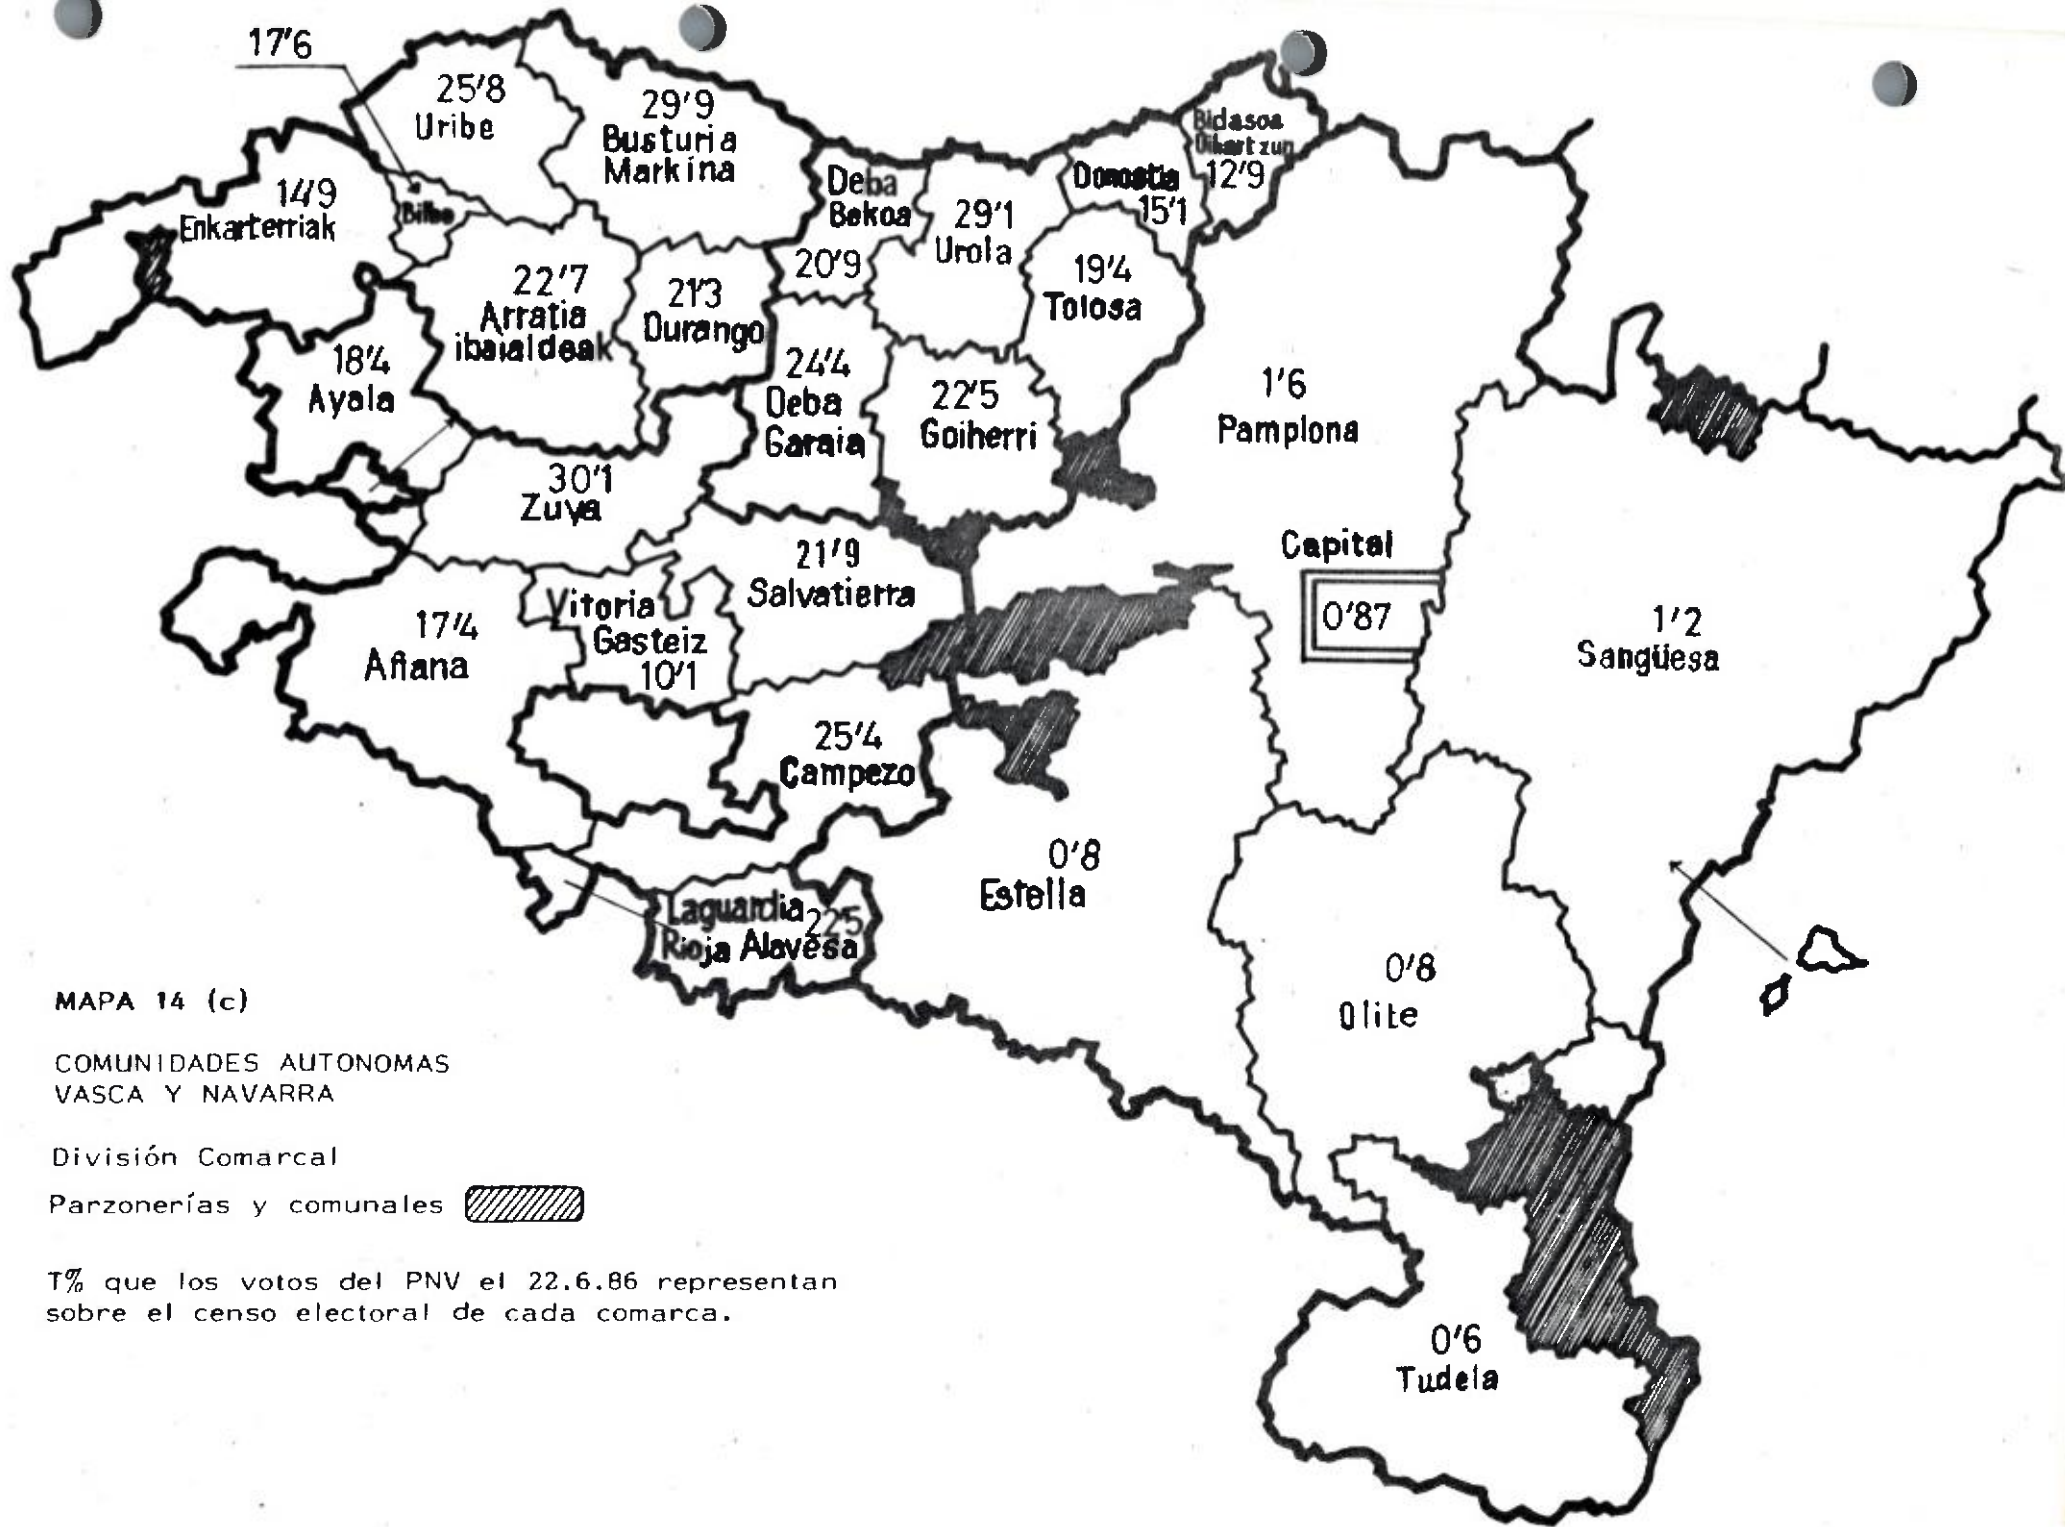 17'6
25'8
Uribe
29'9
Busturia
Markina
Bidasoa
Oihartzun
12'9
14'9
Enkarterriak
Bilbo
Deba
Bekoa
20'9
29'1
Urola
Donostia
15'1
19'4
Tolosa
22'7
Arratia
ibaialdeak
21'3
Durango
18'4
Ayala
24'4
Deba
Garaia
22'5
Goiherri
1'6
Pamplona
30'1
Zuya
21'9
Salvatierra
Capital
0'87
1'2
Sangüesa
17'4
Añana
Vitoria
Gasteiz
10'1
25'4
Campezo
0'8
Estella
Laguardia 22'5
Rioja Alavesa
0'8
Olite
MAPA 14 (c)
COMUNIDADES AUTONOMAS
VASCA Y NAVARRA
División Comarcal
Parzonerías y comunales
T% que los votos del PNV el 22.6.86 representan
sobre el censo electoral de cada comarca.
0'6
Tudela